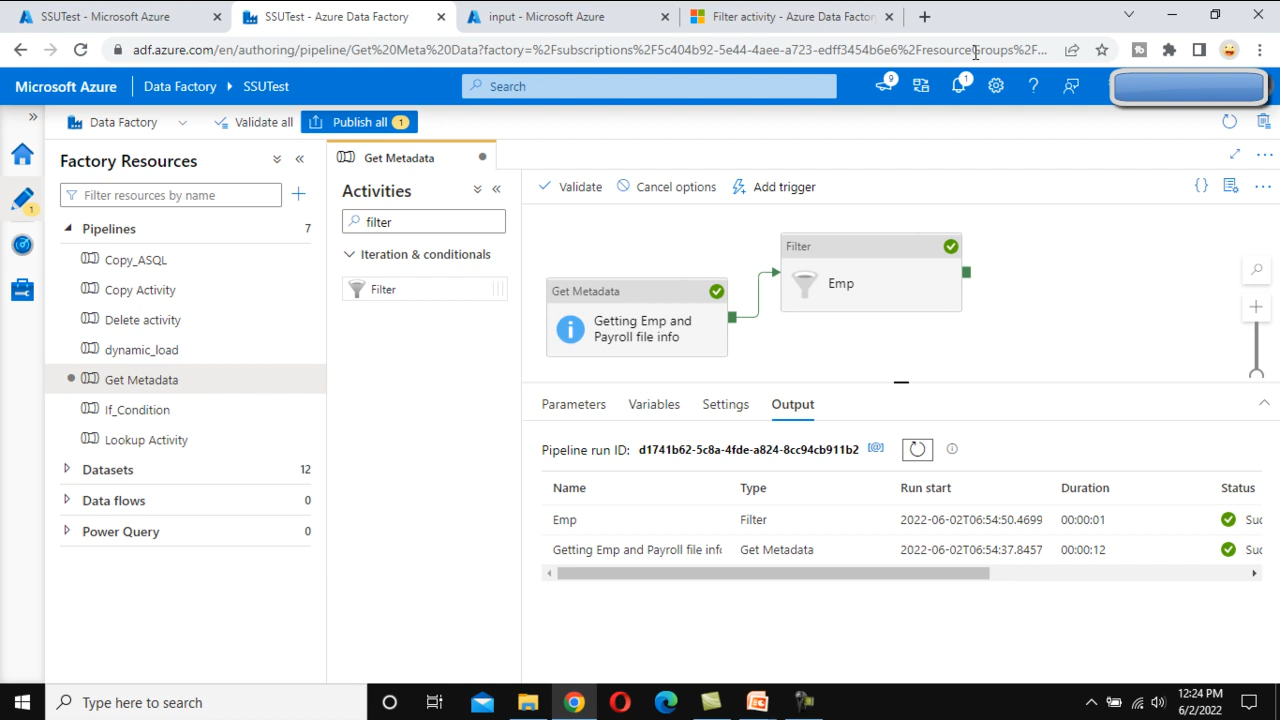 SSUTest - Microsoft Azure
SSUTest - Azure Data Factory
input - Microsoft Azure
Filter activity - Azure Data Factory
adf.azure.com/en/authoring/pipeline/Get%20Meta%20Data?factory=%2Fsubscriptions%2F5c404b92-5e44-4aee-a723-edff3454b6e6%2FresourceGroups%2F...
Microsoft Azure
Data Factory
SSUTest
Search
9
1
Data Factory
Validate all
Publish all 1
Factory Resources
Filter resources by name
Pipelines 7
Copy_ASQL
Copy Activity
Delete activity
dynamic_load
Get Metadata
If_Condition
Lookup Activity
Datasets 12
Data flows 0
Power Query 0
1
Get Metadata
Activities
filter
Iteration & conditionals
Filter
Validate
Cancel options
Add trigger
Get Metadata
Getting Emp and
Payroll file info
Filter
Emp
Parameters Variables Settings Output
Pipeline run ID: d1741b62-5c8a-4fde-a824-8cc94cb911b2 [@]
Name Type Run start Duration Status
Emp Filter 2022-06-02T06:54:50.4699 00:00:01 Suc
Getting Emp and Payroll file info Get Metadata 2022-06-02T06:54:37.8457 00:00:12 Suc
Type here to search
12:24 PM
6/2/2022